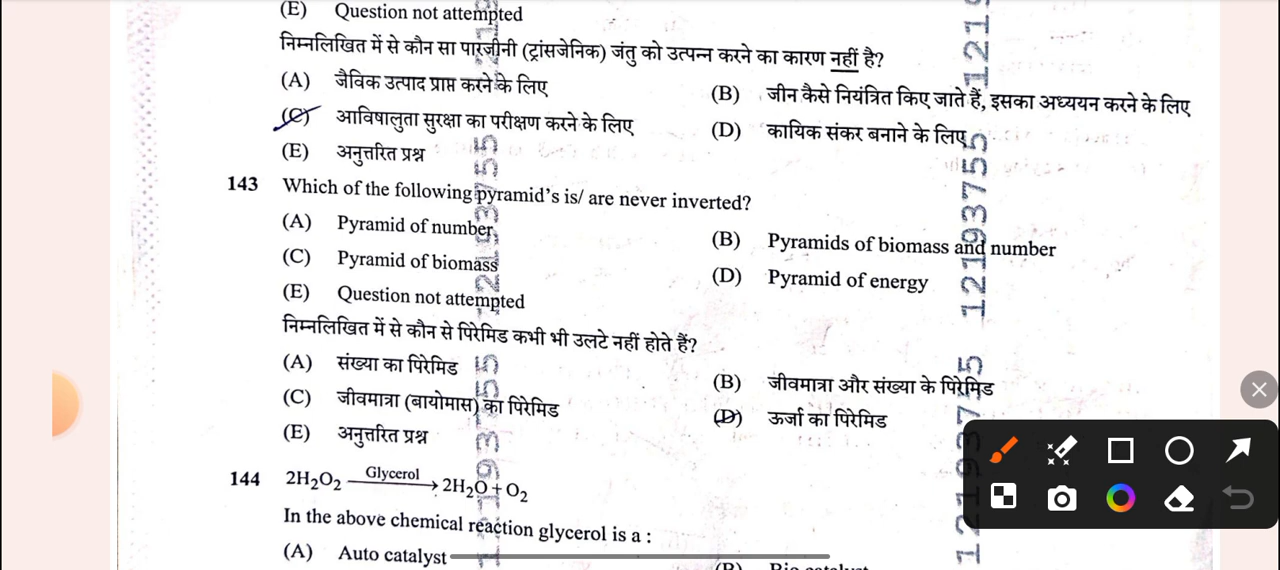 (E) Question not attempted
निम्नलिखित में से कौन सा पारजीनी (ट्रांसजेनिक) जंतु को उत्पन्न करने का कारण नहीं है?
(A) जैविक उत्पाद प्राप्त करने के लिए
(B) जीन कैसे नियंत्रित किए जाते हैं, इसका अध्ययन करने के लिए
(C) आविषालुता सुरक्षा का परीक्षण करने के लिए
(D) कायिक संकर बनाने के लिए
(E) अनुत्तरित प्रश्न
143 Which of the following pyramid's is/ are never inverted?
(A) Pyramid of number
(B) Pyramids of biomass and number
(C) Pyramid of biomass
(D) Pyramid of energy
(E) Question not attempted
निम्नलिखित में से कौन से पिरेमिड कभी भी उलटे नहीं होते हैं?
(A) संख्या का पिरेमिड
(B) जीवमात्रा और संख्या के पिरेमिड
(C) जीवमात्रा (बायोमास) का पिरेमिड
(D) ऊर्जा का पिरेमिड
(E) अनुत्तरित प्रश्न
144 2H₂O₂ —Glycerol→ 2H₂O + O₂
In the above chemical reaction glycerol is a :
(A) Auto catalyst
12193755